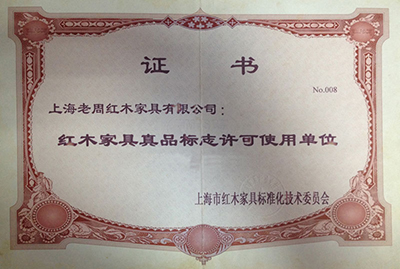 证 书
No.008
上海老周红木家具有限公司：
红木家具真品标志许可使用单位
上海市红木家具标准化技术委员会